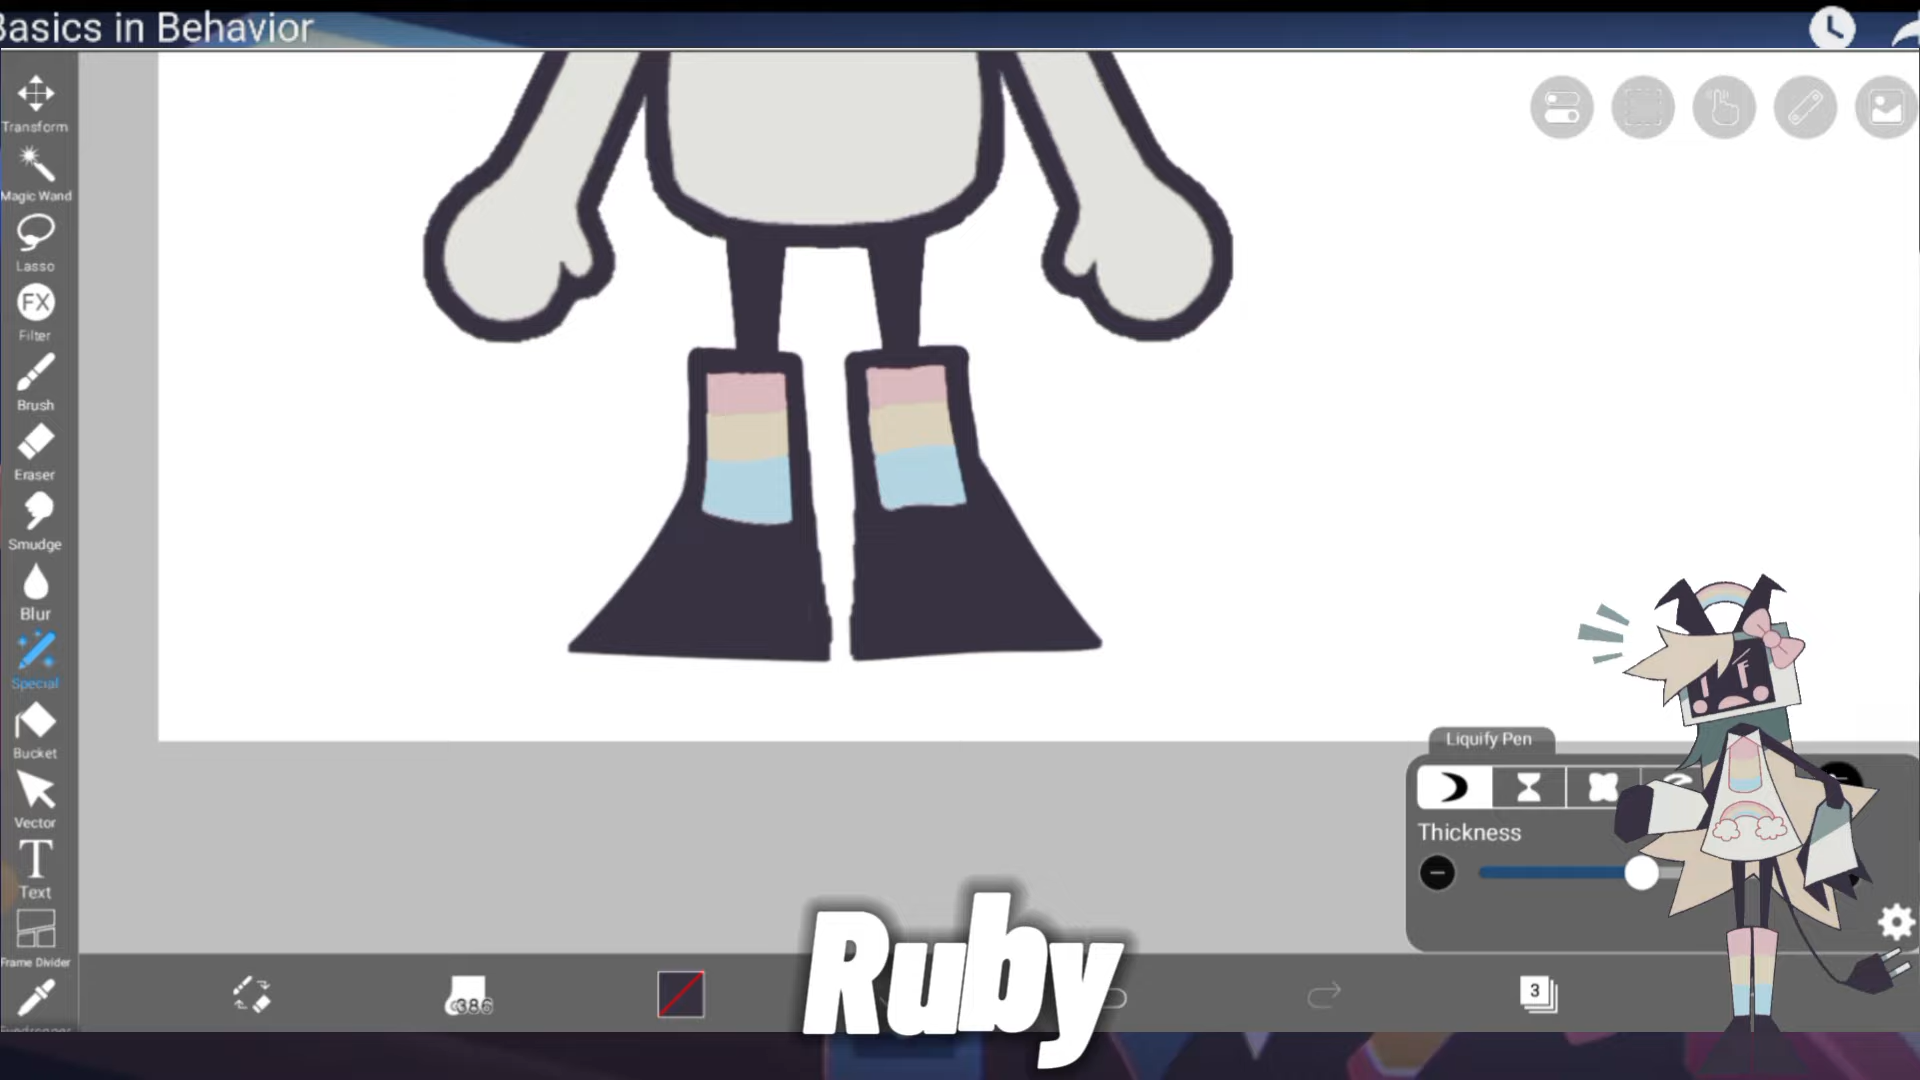 Basics in Behavior
Transform
Magic Wand
Lasso
FX
Filter
Brush
Eraser
Smudge
Blur
Special
Bucket
Vector
T
Text
Frame Divider
Liquify Pen
Thickness
386
Ruby
3